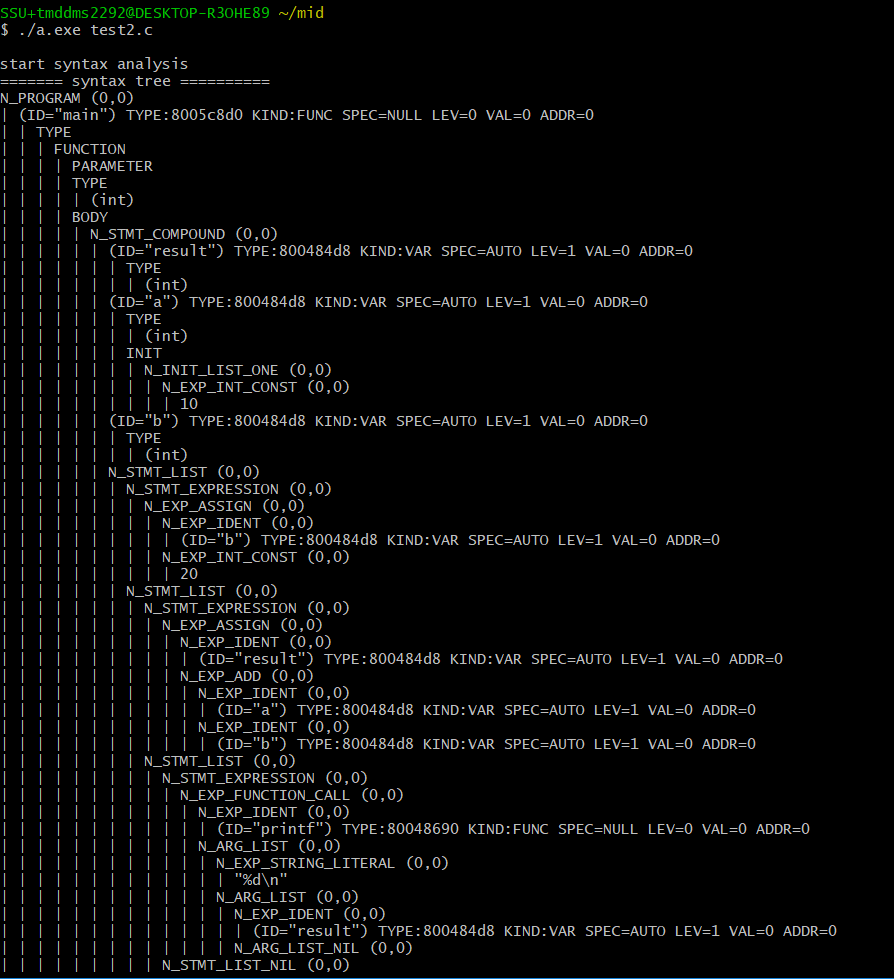 SSU+tmddms2292@DESKTOP-R3OHE89 ~/mid
$ ./a.exe test2.c

start syntax analysis
======= syntax tree ==========
N_PROGRAM (0,0)
| (ID="main") TYPE:8005c8d0 KIND:FUNC SPEC=NULL LEV=0 VAL=0 ADDR=0
| | TYPE
| | | FUNCTION
| | | | PARAMETER
| | | | TYPE
| | | | | (int)
| | | | BODY
| | | | | N_STMT_COMPOUND (0,0)
| | | | | | (ID="result") TYPE:800484d8 KIND:VAR SPEC=AUTO LEV=1 VAL=0 ADDR=0
| | | | | | | TYPE
| | | | | | | | (int)
| | | | | | (ID="a") TYPE:800484d8 KIND:VAR SPEC=AUTO LEV=1 VAL=0 ADDR=0
| | | | | | | TYPE
| | | | | | | | (int)
| | | | | | | INIT
| | | | | | | | N_INIT_LIST_ONE (0,0)
| | | | | | | | | N_EXP_INT_CONST (0,0)
| | | | | | | | | | 10
| | | | | | (ID="b") TYPE:800484d8 KIND:VAR SPEC=AUTO LEV=1 VAL=0 ADDR=0
| | | | | | | TYPE
| | | | | | | | (int)
| | | | | | N_STMT_LIST (0,0)
| | | | | | | N_STMT_EXPRESSION (0,0)
| | | | | | | | N_EXP_ASSIGN (0,0)
| | | | | | | | | N_EXP_IDENT (0,0)
| | | | | | | | | | (ID="b") TYPE:800484d8 KIND:VAR SPEC=AUTO LEV=1 VAL=0 ADDR=0
| | | | | | | | | N_EXP_INT_CONST (0,0)
| | | | | | | | | | 20
| | | | | | | N_STMT_LIST (0,0)
| | | | | | | | N_STMT_EXPRESSION (0,0)
| | | | | | | | | N_EXP_ASSIGN (0,0)
| | | | | | | | | | N_EXP_IDENT (0,0)
| | | | | | | | | | | (ID="result") TYPE:800484d8 KIND:VAR SPEC=AUTO LEV=1 VAL=0 ADDR=0
| | | | | | | | | | N_EXP_ADD (0,0)
| | | | | | | | | | | N_EXP_IDENT (0,0)
| | | | | | | | | | | | (ID="a") TYPE:800484d8 KIND:VAR SPEC=AUTO LEV=1 VAL=0 ADDR=0
| | | | | | | | | | | N_EXP_IDENT (0,0)
| | | | | | | | | | | | (ID="b") TYPE:800484d8 KIND:VAR SPEC=AUTO LEV=1 VAL=0 ADDR=0
| | | | | | | | N_STMT_LIST (0,0)
| | | | | | | | | N_STMT_EXPRESSION (0,0)
| | | | | | | | | | N_EXP_FUNCTION_CALL (0,0)
| | | | | | | | | | | N_EXP_IDENT (0,0)
| | | | | | | | | | | | (ID="printf") TYPE:80048690 KIND:FUNC SPEC=NULL LEV=0 VAL=0 ADDR=0
| | | | | | | | | | | N_ARG_LIST (0,0)
| | | | | | | | | | | | N_EXP_STRING_LITERAL (0,0)
| | | | | | | | | | | | | "%d\n"
| | | | | | | | | | | | N_ARG_LIST (0,0)
| | | | | | | | | | | | | N_EXP_IDENT (0,0)
| | | | | | | | | | | | | | (ID="result") TYPE:800484d8 KIND:VAR SPEC=AUTO LEV=1 VAL=0 ADDR=0
| | | | | | | | | | | | | N_ARG_LIST_NIL (0,0)
| | | | | | | | | N_STMT_LIST_NIL (0,0)